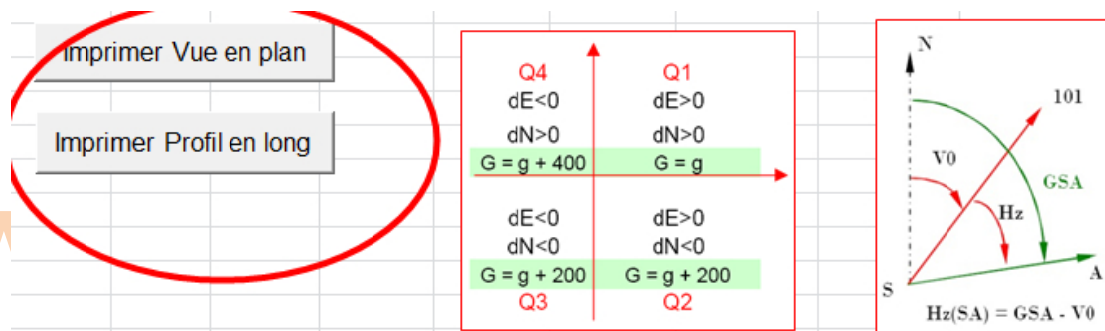 Imprimer Vue en plan
Imprimer Profil en long
Q4 Q1
dE<0 dE>0
dN>0 dN>0
G = g + 400 G = g
dE<0 dE>0
dN<0 dN<0
G = g + 200 G = g + 200
Q3 Q2
N
101
V0
GSA
Hz
S
A
Hz(SA) = GSA - V0